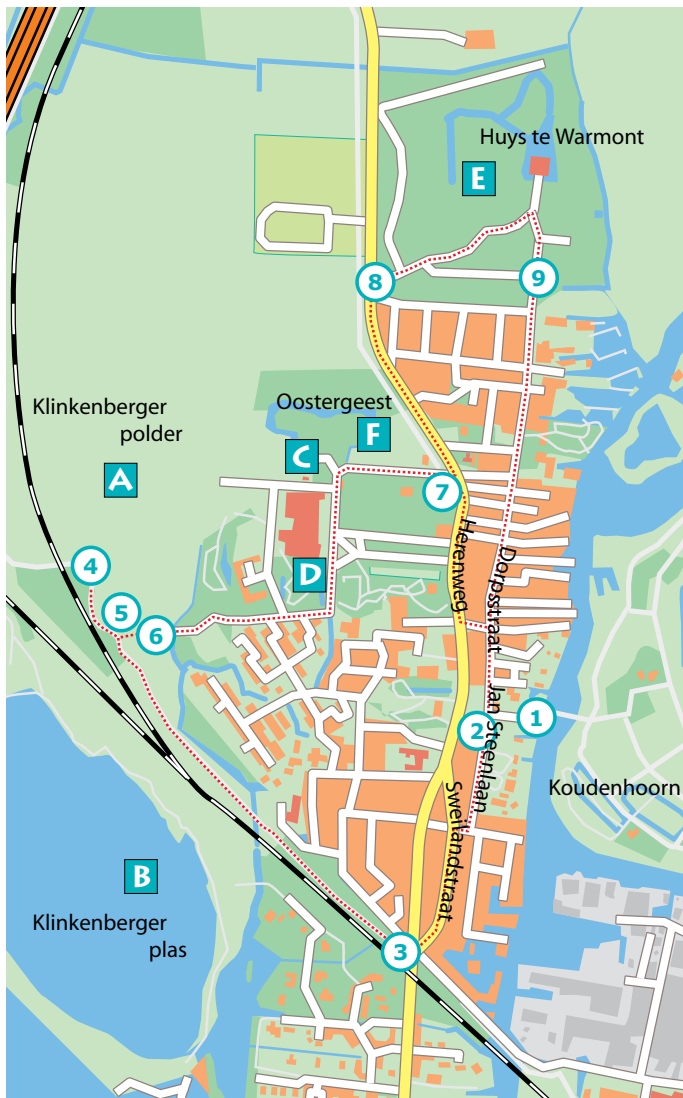 Huys te Warmont
E
8
9
Klinkenberger
polder
Oostergeest
F
A
C
7
4
D
Herenweg
Dorpsstraat
5
6
2
1
Jan Steenlaan
Koudenhoorn
Sweilandstraat
B
Klinkenberger
plas
3